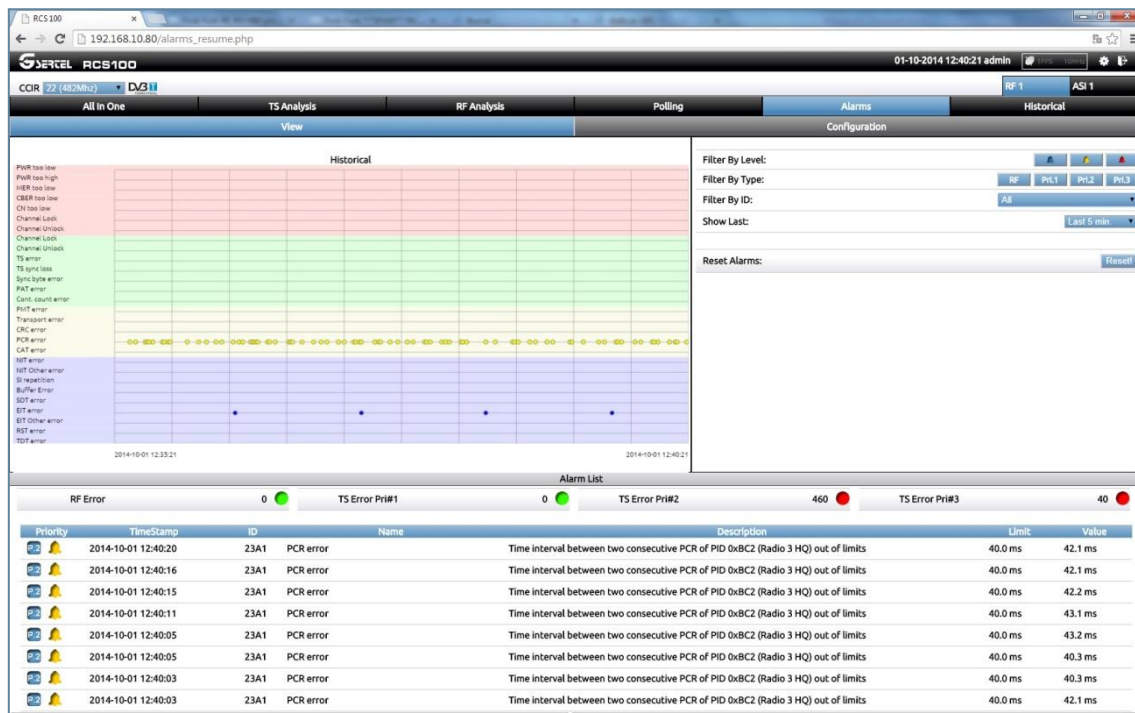 RCS100
192.168.10.80/alarms_resume.php
SERTEL RCS100
01-10-2014 12:40:21 admin
CCIR 22 (482Mhz) DVB T
RF 1 ASI 1
All In One TS Analysis RF Analysis Polling Alarms Historical
View Configuration
Historical
PWR too low
PWR too high
MER too low
CBER too low
CN too low
Channel Lock
Channel Unlock
Channel Lock
Channel Unlock
TS error
TS sync loss
Sync byte error
PAT error
Cont. count error
PMT error
Transport error
CRC error
PCR error
CAT error
NIT error
NIT Other error
SI repetition
Buffer Error
SDT error
EIT error
EIT Other error
RST error
TDT error
2014-10-01 12:33:21 2014-10-01 12:40:21
Filter By Level:
Filter By Type: RF Pri.1 Pri.2 Pri.3
Filter By ID: All
Show Last: Last 5 min.
Reset Alarms: Reset!
Alarm List
RF Error 0 TS Error Pri#1 0 TS Error Pri#2 460 TS Error Pri#3 40
Priority TimeStamp ID Name Description Limit Value
P.2 2014-10-01 12:40:20 23A1 PCR error Time interval between two consecutive PCR of PID 0xBC2 (Radio 3 HQ) out of limits 40.0 ms 42.1 ms
P.2 2014-10-01 12:40:16 23A1 PCR error Time interval between two consecutive PCR of PID 0xBC2 (Radio 3 HQ) out of limits 40.0 ms 42.1 ms
P.2 2014-10-01 12:40:15 23A1 PCR error Time interval between two consecutive PCR of PID 0xBC2 (Radio 3 HQ) out of limits 40.0 ms 42.2 ms
P.2 2014-10-01 12:40:11 23A1 PCR error Time interval between two consecutive PCR of PID 0xBC2 (Radio 3 HQ) out of limits 40.0 ms 43.1 ms
P.2 2014-10-01 12:40:05 23A1 PCR error Time interval between two consecutive PCR of PID 0xBC2 (Radio 3 HQ) out of limits 40.0 ms 43.2 ms
P.2 2014-10-01 12:40:05 23A1 PCR error Time interval between two consecutive PCR of PID 0xBC2 (Radio 3 HQ) out of limits 40.0 ms 40.3 ms
P.2 2014-10-01 12:40:03 23A1 PCR error Time interval between two consecutive PCR of PID 0xBC2 (Radio 3 HQ) out of limits 40.0 ms 40.3 ms
P.2 2014-10-01 12:40:03 23A1 PCR error Time interval between two consecutive PCR of PID 0xBC2 (Radio 3 HQ) out of limits 40.0 ms 42.1 ms